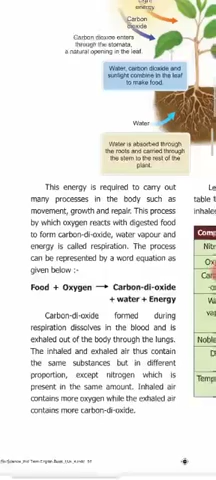 energy
Carbon
dioxide
Carbon dioxide enters
through the stomata,
a natural opening in the leaf.
Water, carbon dioxide and
sunlight combine in the leaf
to make food.
Water
Water is absorbed through
the roots and carried through
the stem to the rest of the
plant.
This energy is required to carry out
many processes in the body such as
movement, growth and repair. This process
by which oxygen reacts with digested food
to form carbon-di-oxide, water vapour and
energy is called respiration. The process
can be represented by a word equation as
given below :-
Food + Oxygen → Carbon-di-oxide
+ water + Energy
Carbon-di-oxide formed during
respiration dissolves in the blood and is
exhaled out of the body through the lungs.
The inhaled and exhaled air thus contain
the same substances but in different
proportion, except nitrogen which is
present in the same amount. Inhaled air
contains more oxygen while the exhaled air
contains more carbon-di-oxide.
Le
table
inhale
Comp
Nitr
Ox
Car
Wa
vap
Noble
D
Temp